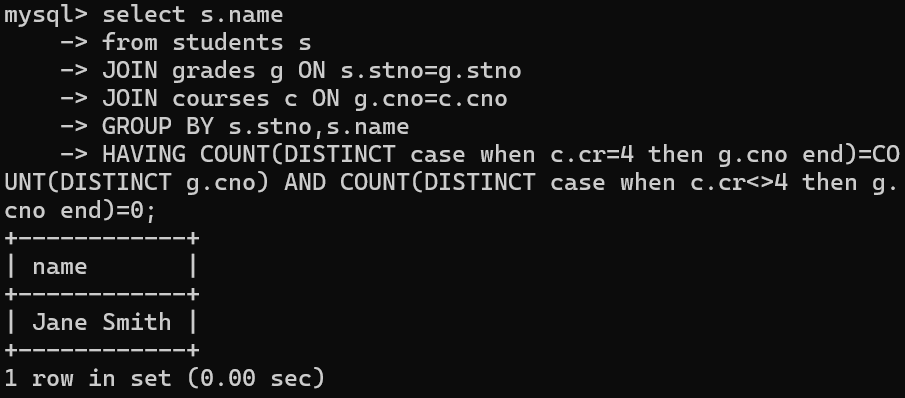 mysql> select s.name
    -> from students s
    -> JOIN grades g ON s.stno=g.stno
    -> JOIN courses c ON g.cno=c.cno
    -> GROUP BY s.stno,s.name
    -> HAVING COUNT(DISTINCT case when c.cr=4 then g.cno end)=CO
UNT(DISTINCT g.cno) AND COUNT(DISTINCT case when c.cr<>4 then g.
cno end)=0;
+------------+
| name       |
+------------+
| Jane Smith |
+------------+
1 row in set (0.00 sec)